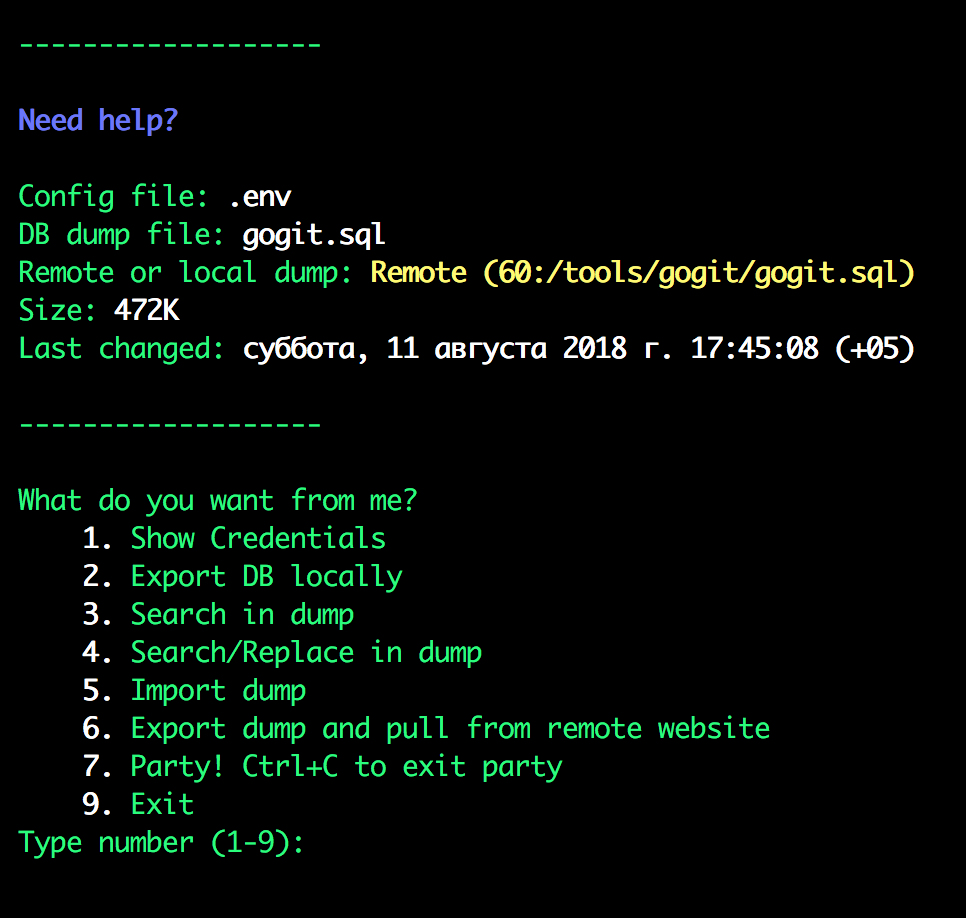 -------------------
Need help?
Config file: .env
DB dump file: gogit.sql
Remote or local dump: Remote (60:/tools/gogit/gogit.sql)
Size: 472K
Last changed: суббота, 11 августа 2018 г. 17:45:08 (+05)
-------------------
What do you want from me?
1. Show Credentials
2. Export DB locally
3. Search in dump
4. Search/Replace in dump
5. Import dump
6. Export dump and pull from remote website
7. Party! Ctrl+C to exit party
9. Exit
Type number (1-9):